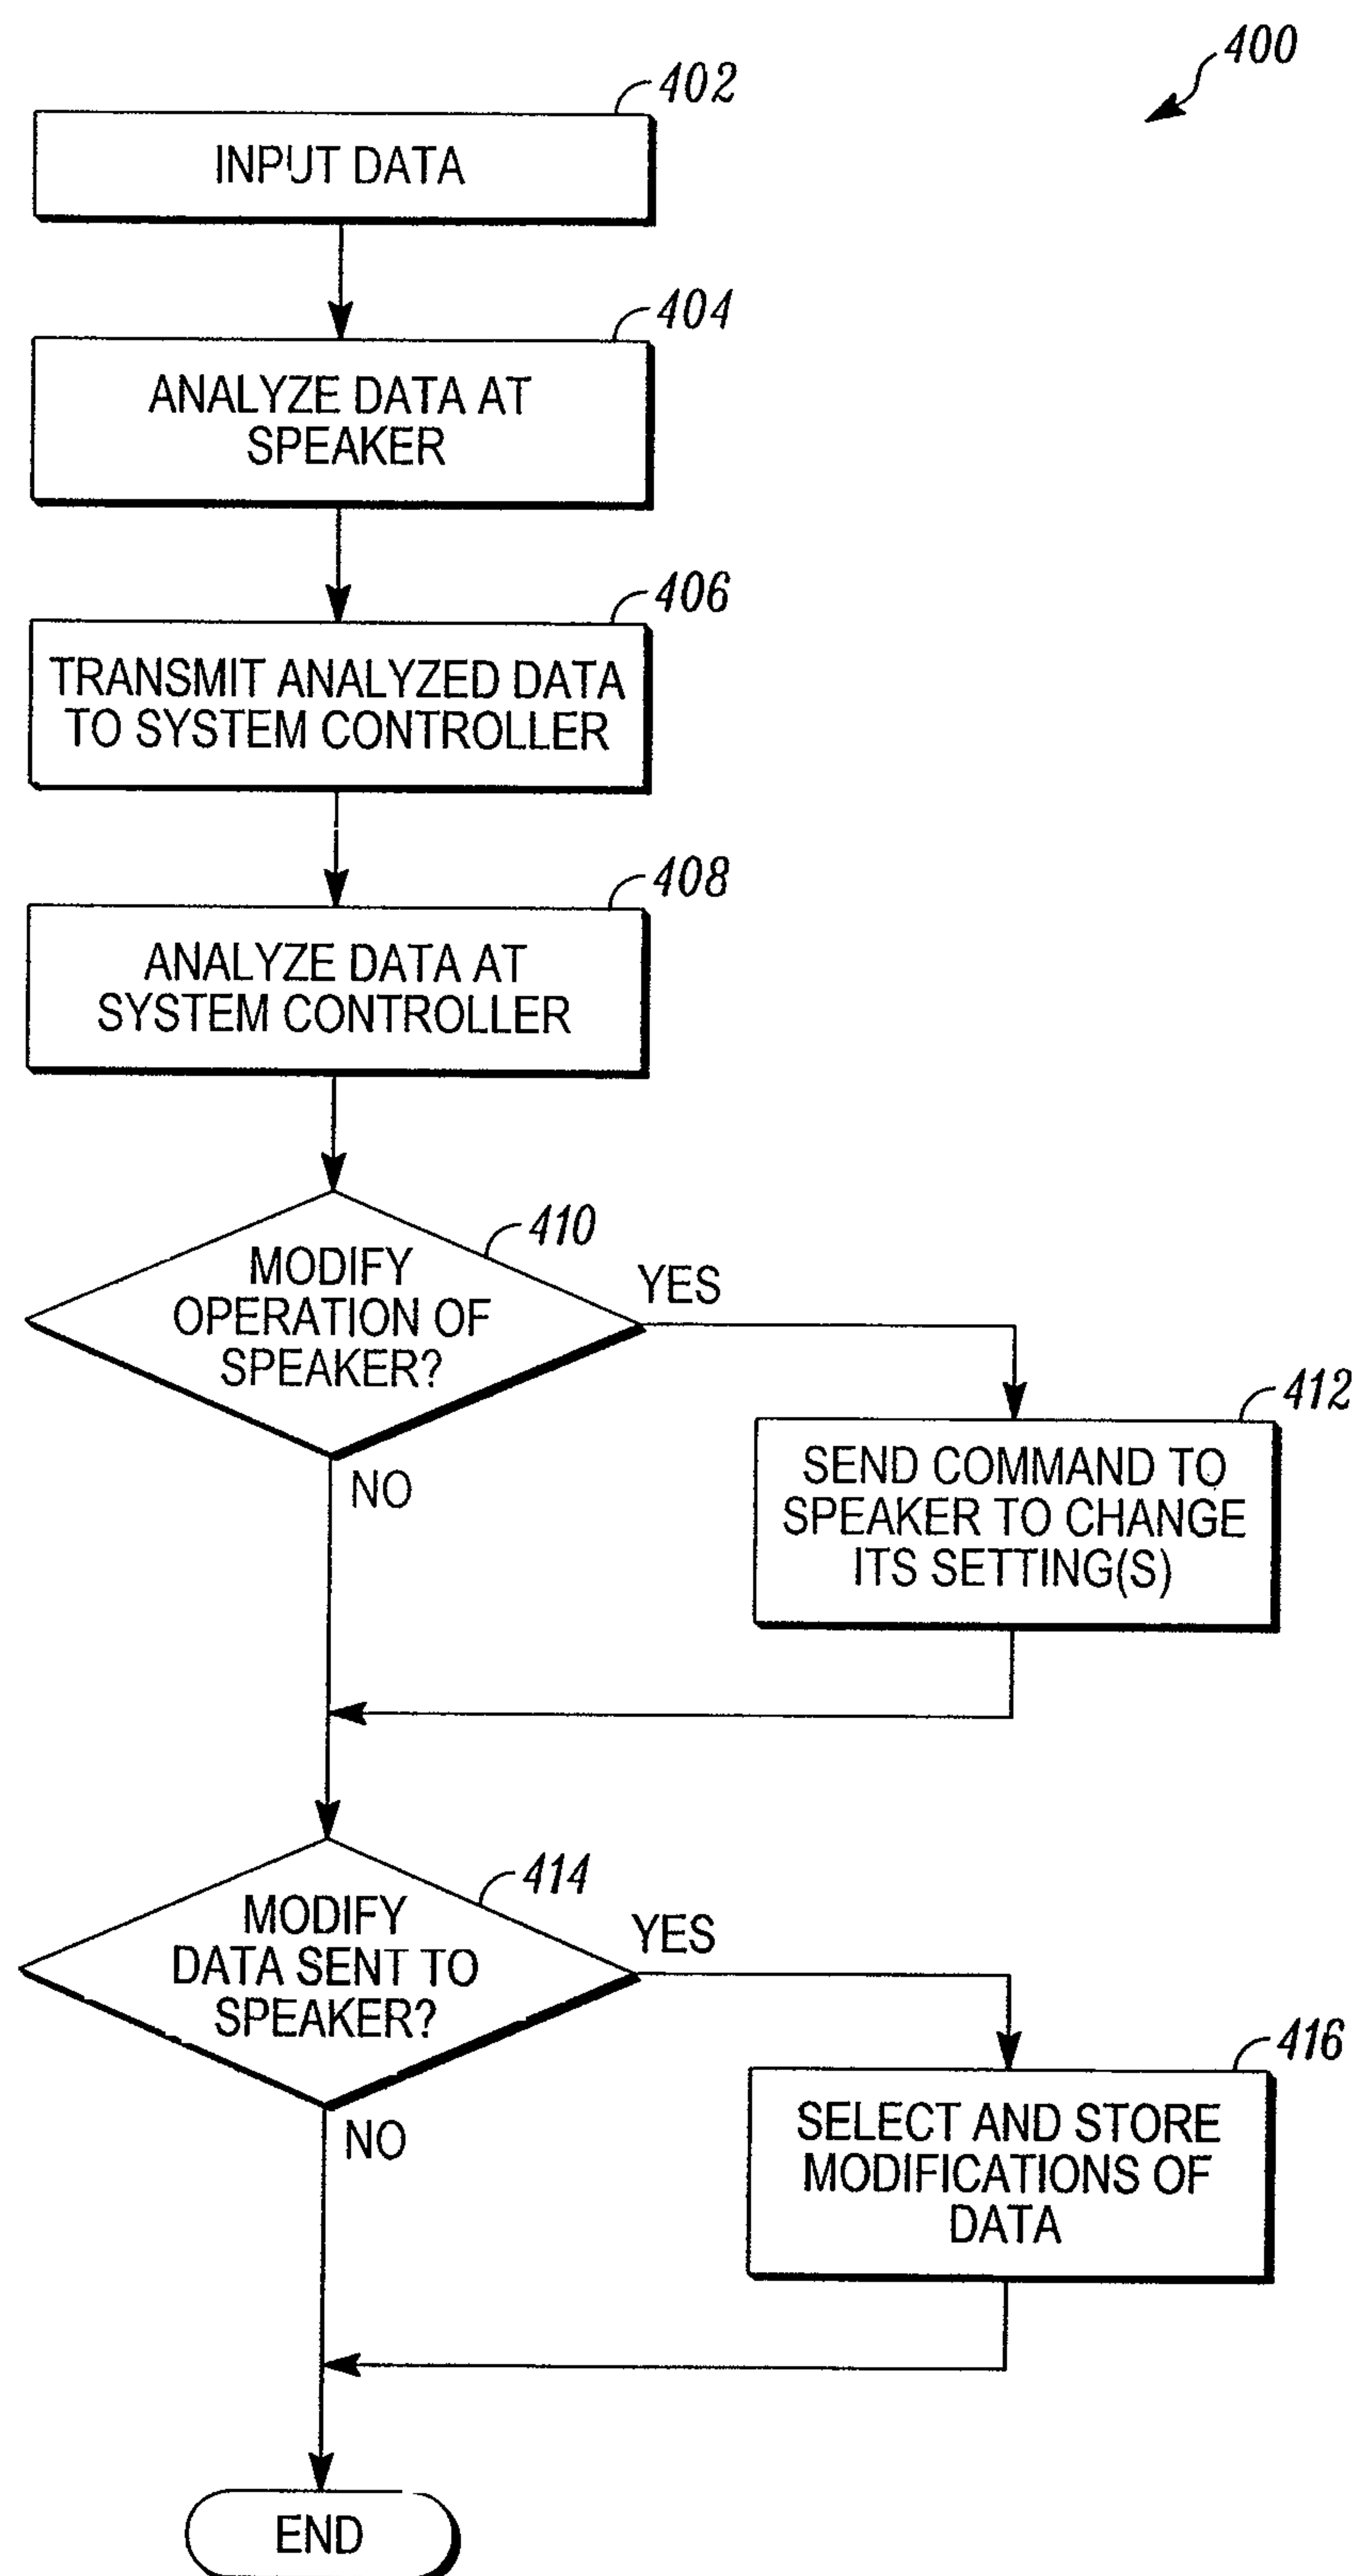 400
402
INPUT DATA
404
ANALYZE DATA AT
SPEAKER
406
TRANSMIT ANALYZED DATA
TO SYSTEM CONTROLLER
408
ANALYZE DATA AT
SYSTEM CONTROLLER
410
MODIFY
OPERATION OF
SPEAKER?
YES
NO
412
SEND COMMAND TO
SPEAKER TO CHANGE
ITS SETTING(S)
414
MODIFY
DATA SENT TO
SPEAKER?
YES
NO
416
SELECT AND STORE
MODIFICATIONS OF
DATA
END